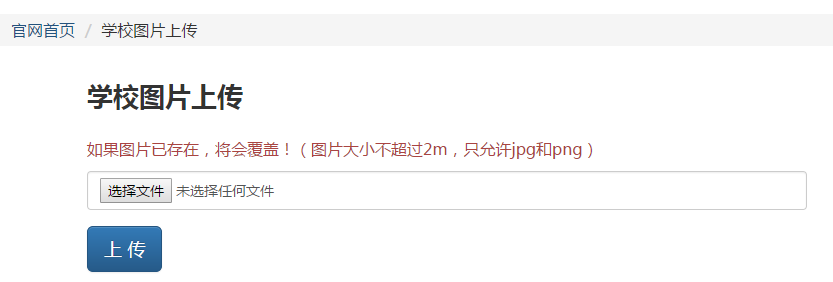 官网首页 / 学校图片上传
学校图片上传
如果图片已存在，将会覆盖！（图片大小不超过2m，只允许jpg和png）
选择文件 未选择任何文件
上 传